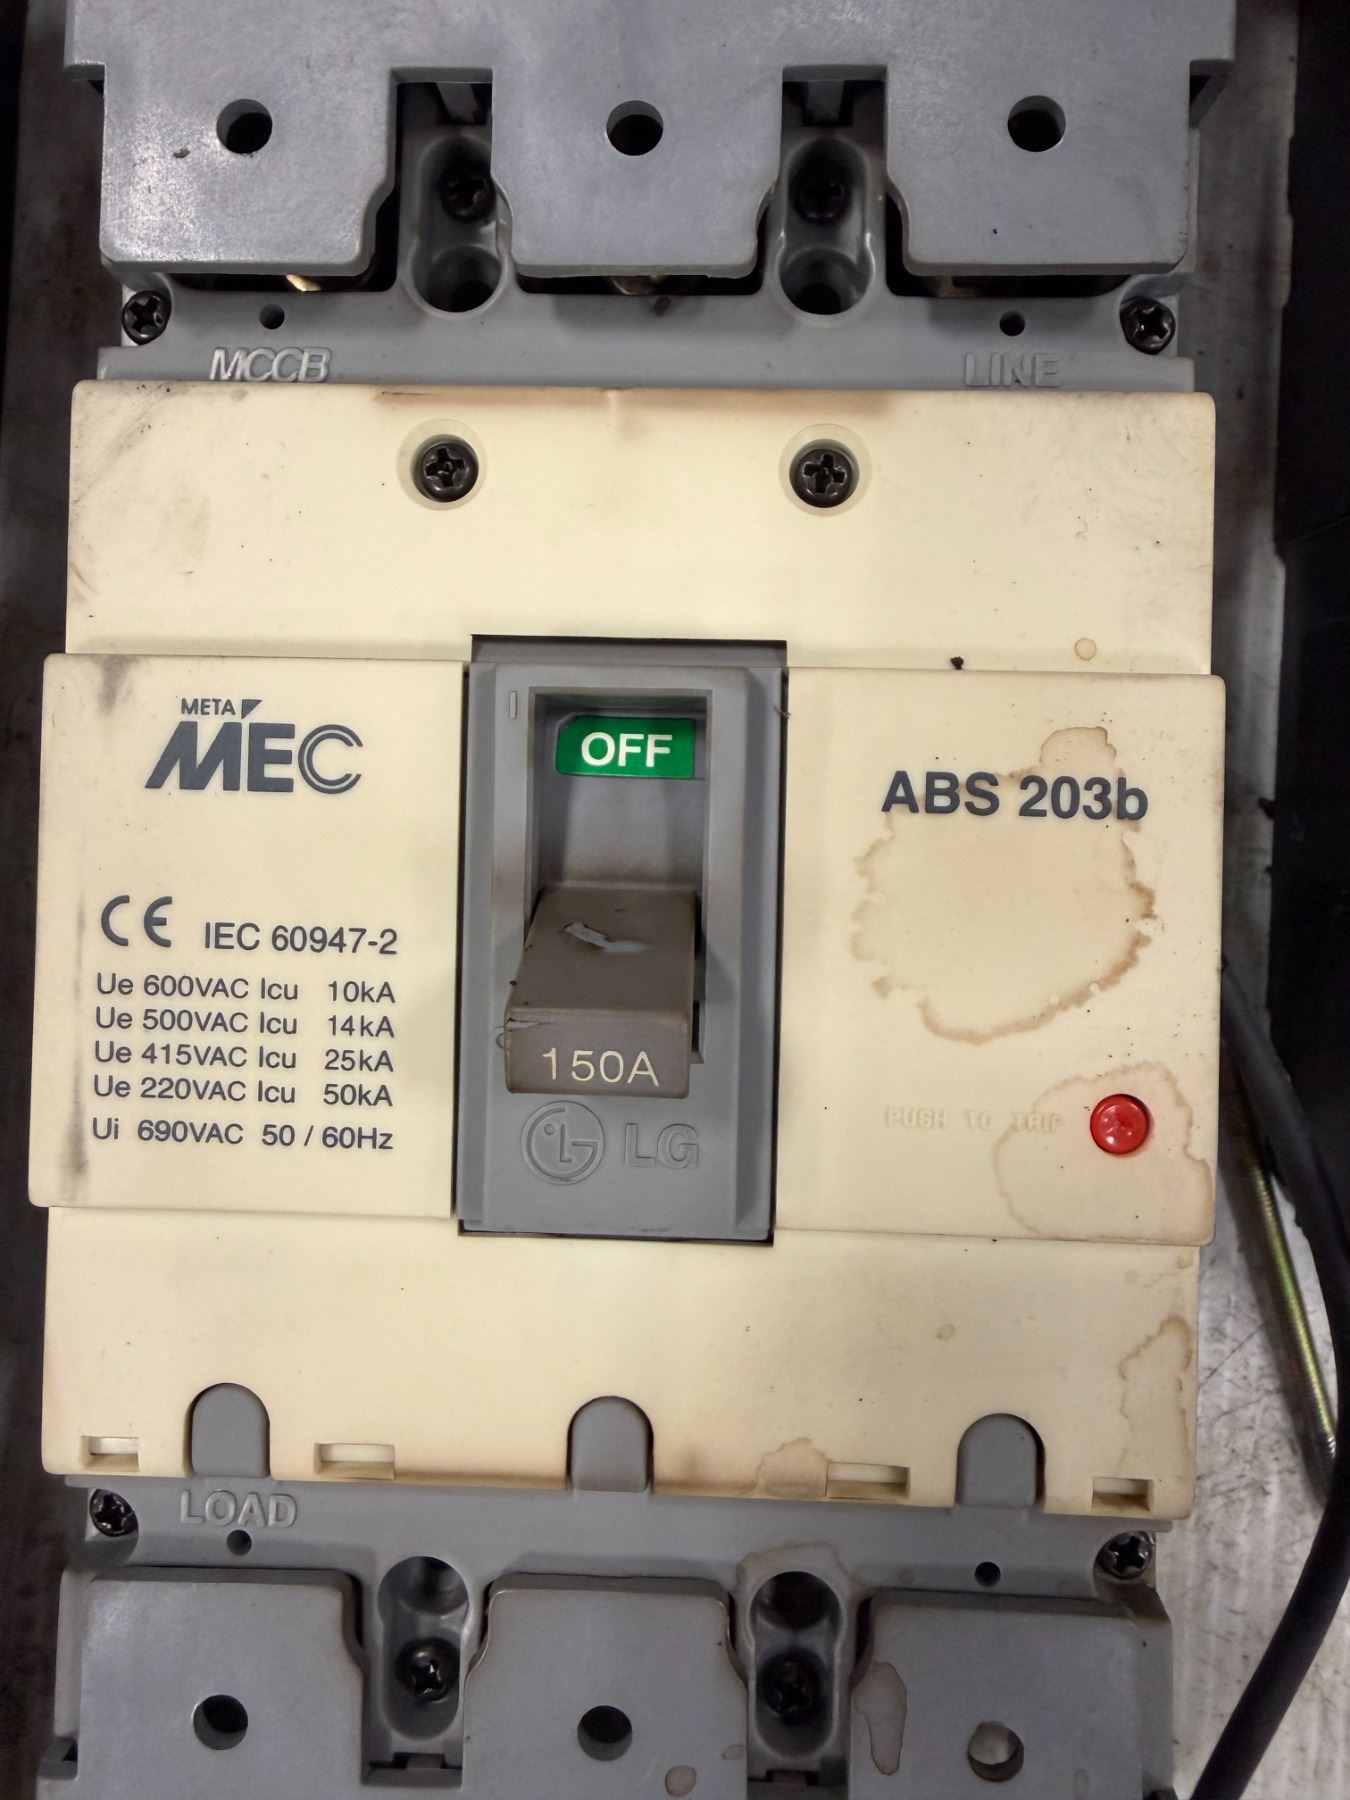 MCCB LINE
META
MEC
I
OFF
ABS 203b
CE IEC 60947-2
Ue 600VAC Icu 10kA
Ue 500VAC Icu 14kA
Ue 415VAC Icu 25kA
Ue 220VAC Icu 50kA
Ui 690VAC 50 / 60Hz
150A
LG
PUSH TO TRIP
LOAD